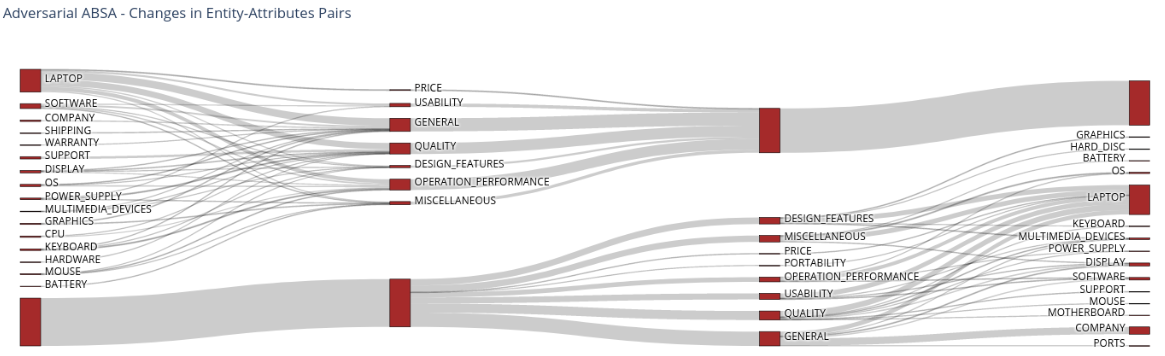 Adversarial ABSA - Changes in Entity-Attributes Pairs
LAPTOP
SOFTWARE
COMPANY
SHIPPING
WARRANTY
SUPPORT
DISPLAY
OS
POWER_SUPPLY
MULTIMEDIA_DEVICES
GRAPHICS
CPU
KEYBOARD
HARDWARE
MOUSE
BATTERY
PRICE
USABILITY
GENERAL
QUALITY
DESIGN_FEATURES
OPERATION_PERFORMANCE
MISCELLANEOUS
DESIGN_FEATURES
MISCELLANEOUS
PRICE
PORTABILITY
OPERATION_PERFORMANCE
USABILITY
QUALITY
GENERAL
GRAPHICS
HARD_DISC
BATTERY
OS
LAPTOP
KEYBOARD
MULTIMEDIA_DEVICES
POWER_SUPPLY
DISPLAY
SOFTWARE
SUPPORT
MOUSE
MOTHERBOARD
COMPANY
PORTS